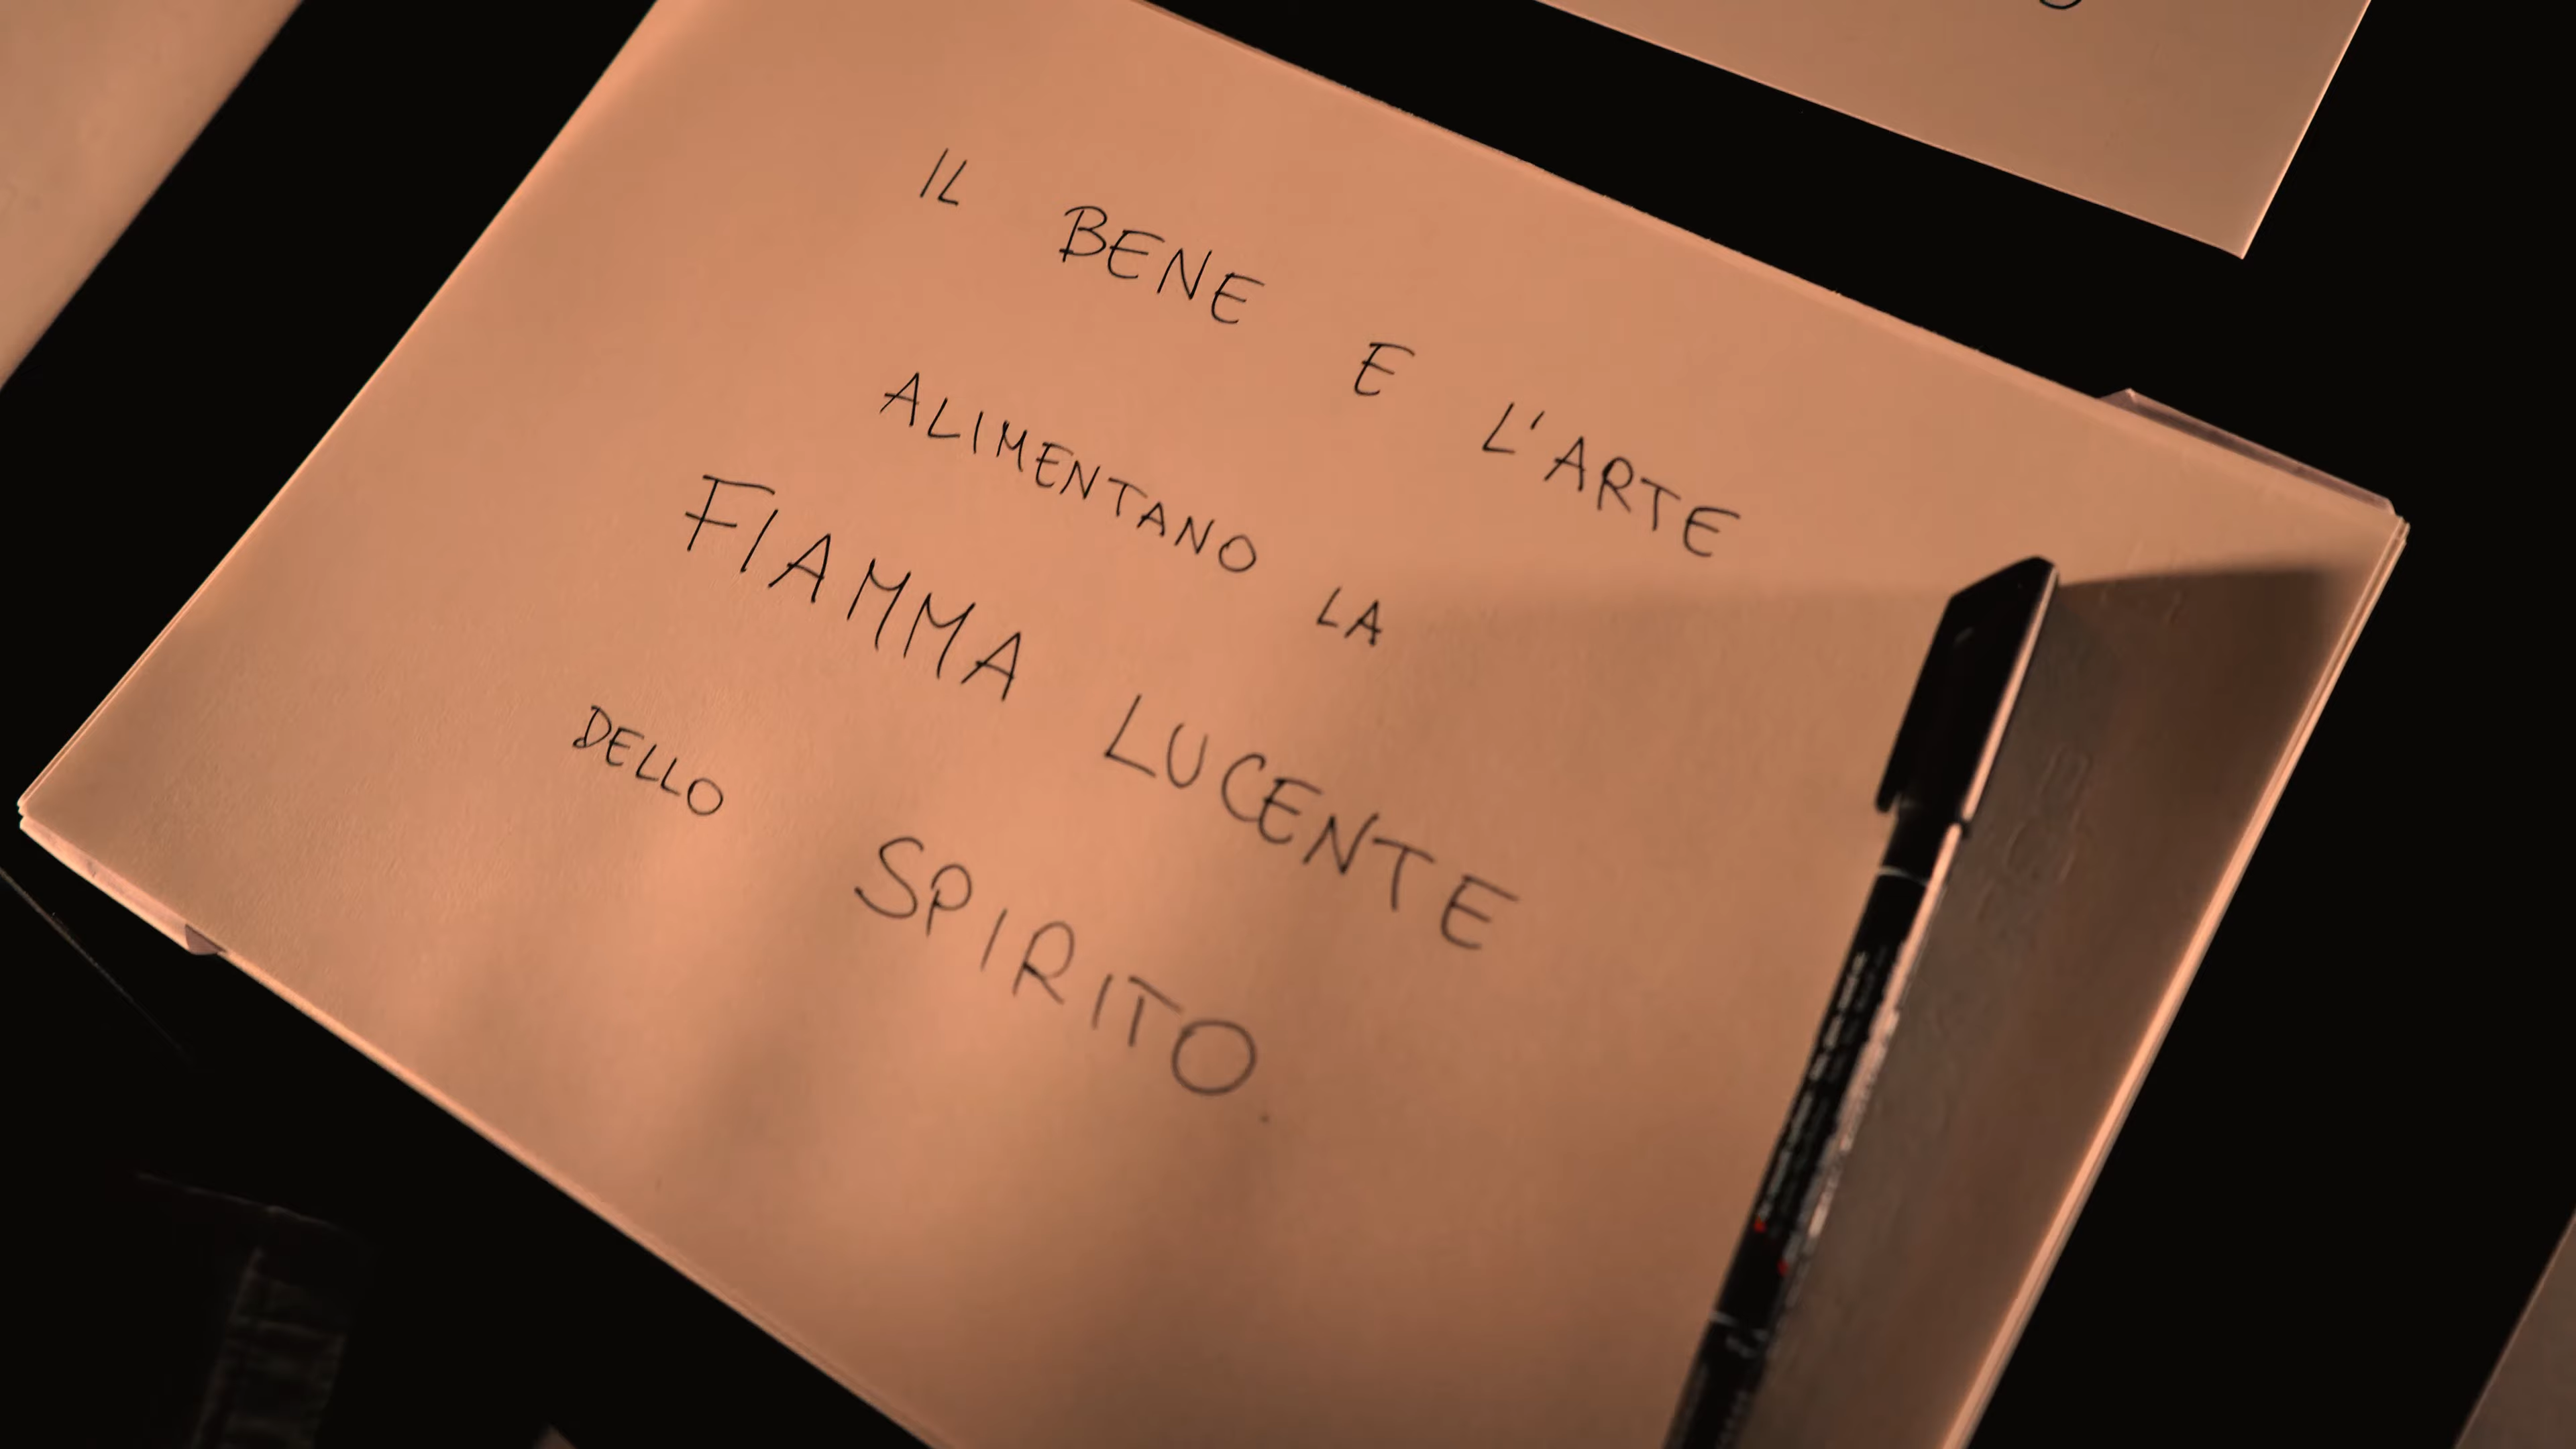 IL BENE E L'ARTE
ALIMENTANO LA
FIAMMA LUCENTE
DELLO SPIRITO.